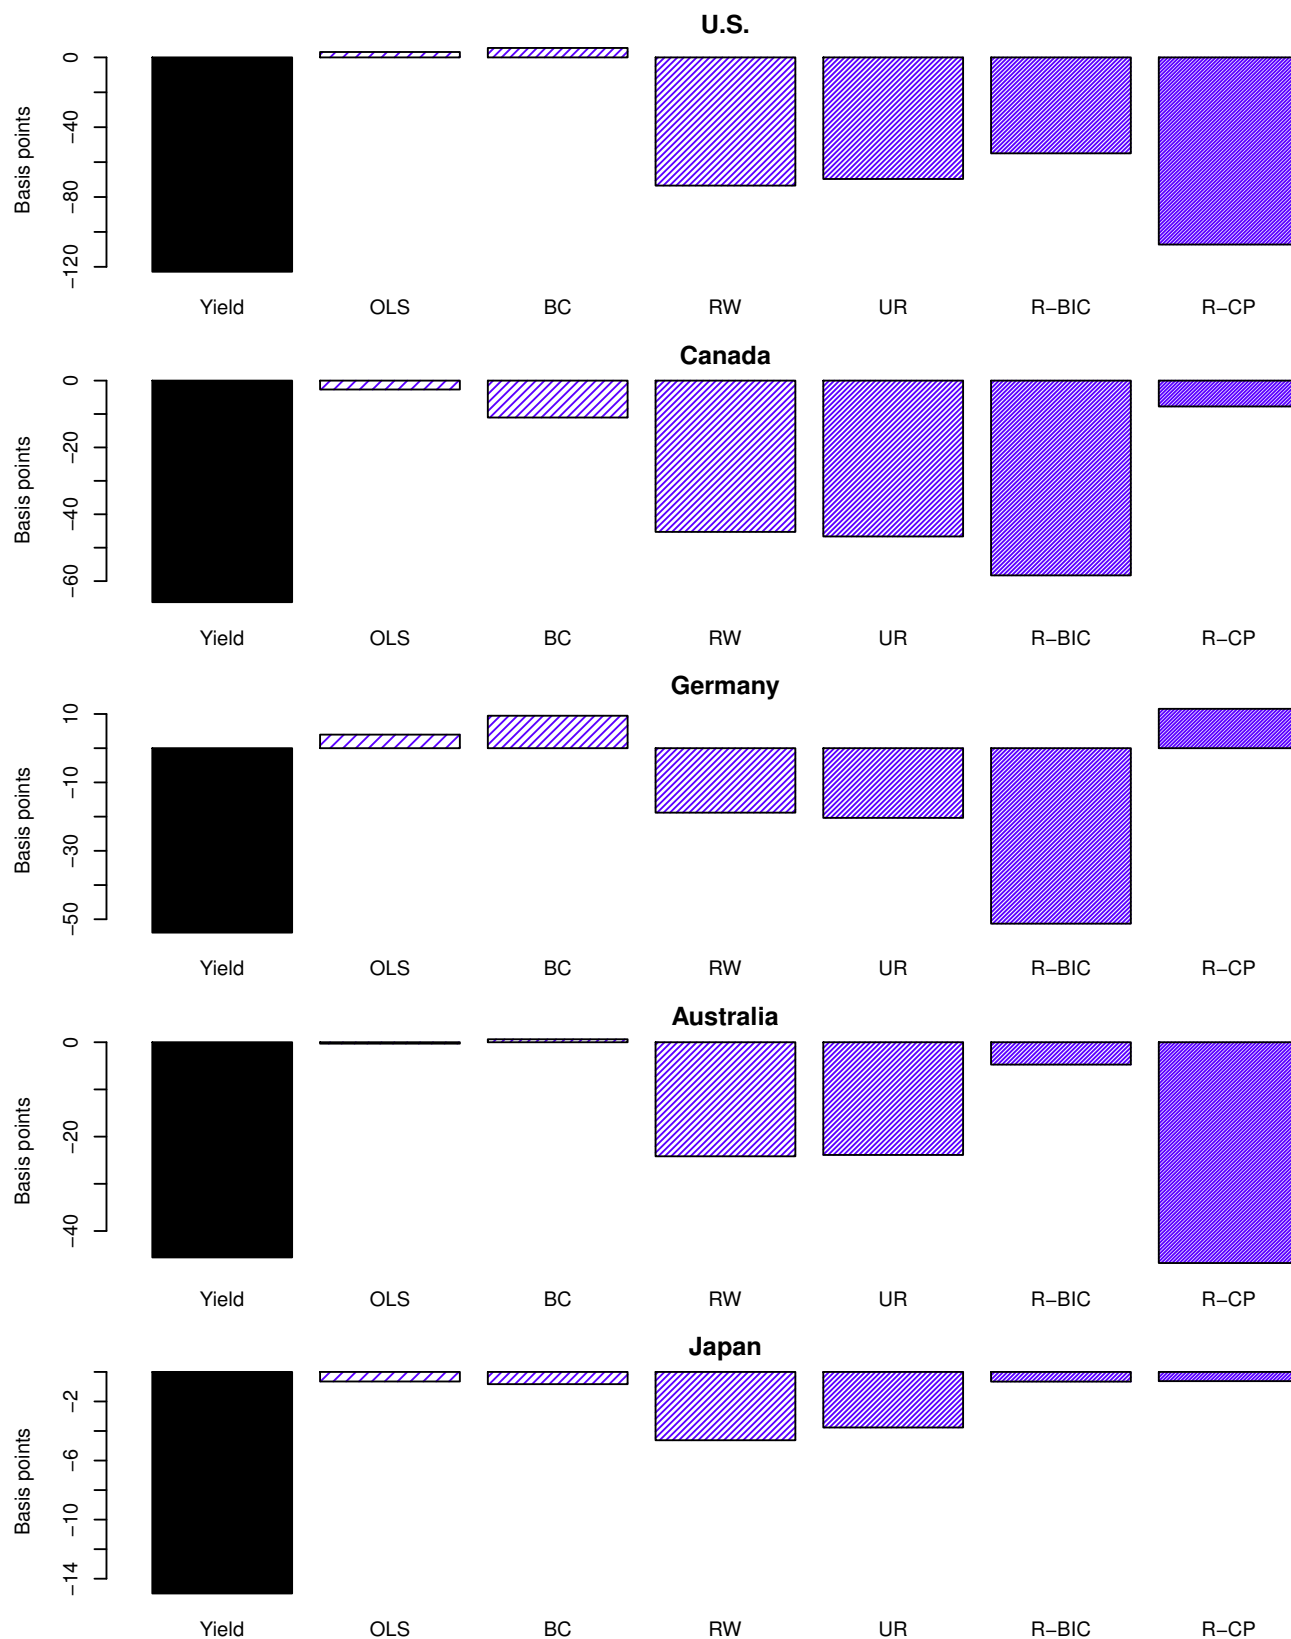 U.S.
Basis points
0
−40
−80
−120
Yield OLS BC RW UR R−BIC R−CP
Canada
Basis points
0
−20
−40
−60
Yield OLS BC RW UR R−BIC R−CP
Germany
Basis points
10
−10
−30
−50
Yield OLS BC RW UR R−BIC R−CP
Australia
Basis points
0
−20
−40
Yield OLS BC RW UR R−BIC R−CP
Japan
Basis points
−2
−6
−10
−14
Yield OLS BC RW UR R−BIC R−CP